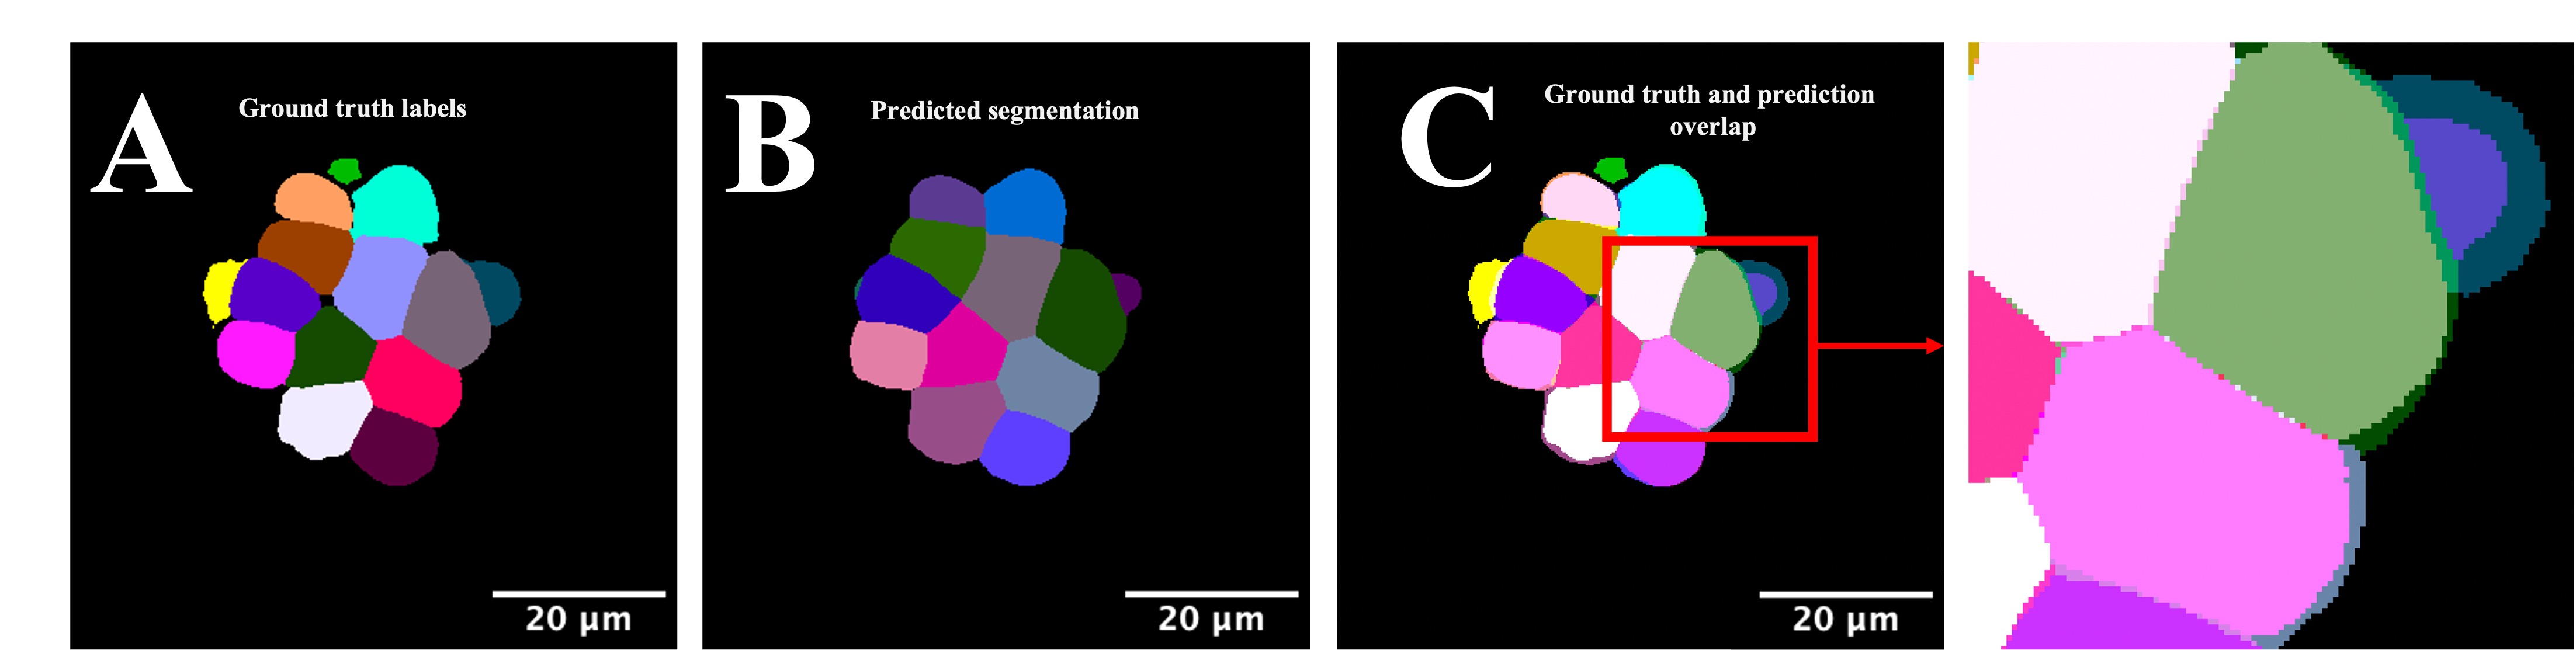 A
Ground truth labels
20 µm
B
Predicted segmentation
20 µm
C
Ground truth and prediction
overlap
20 µm